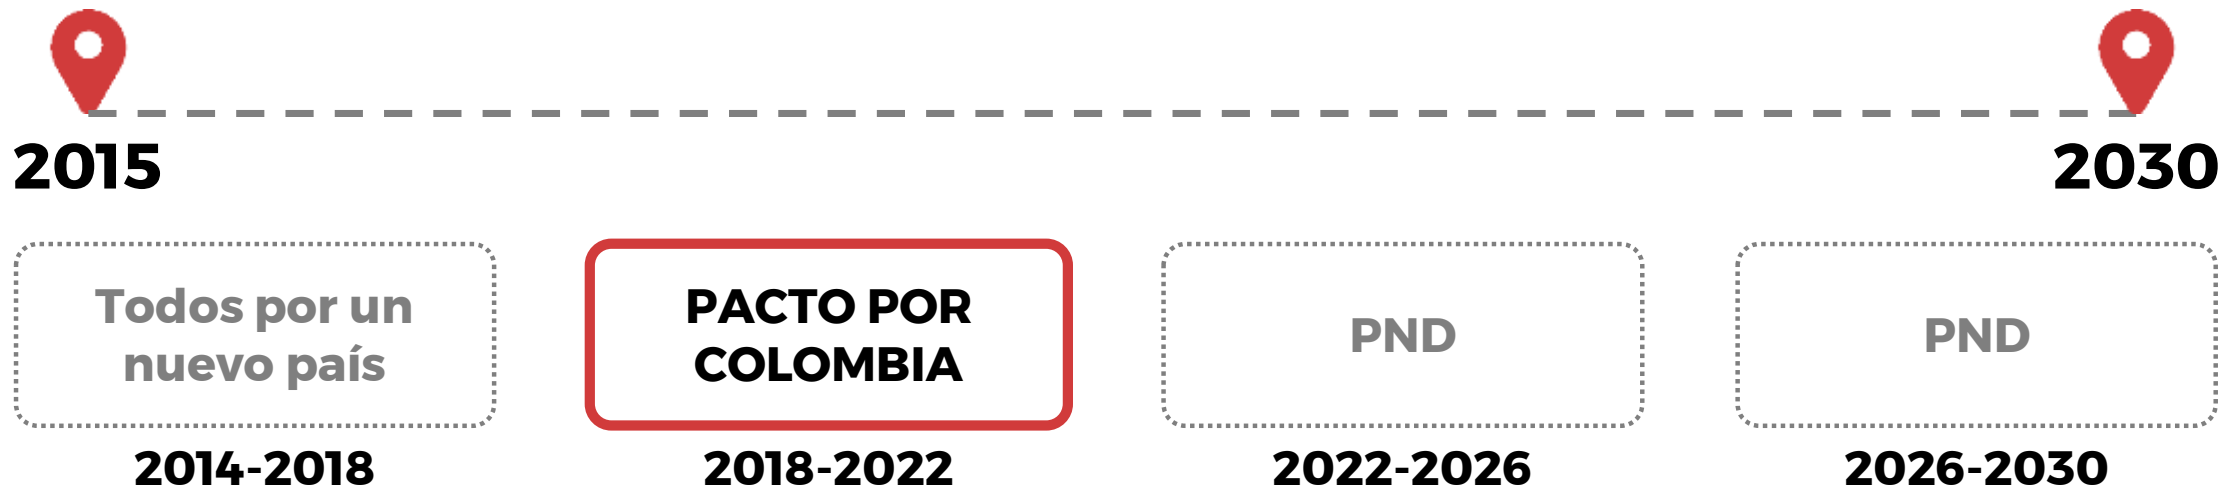 2015
2030
Todos por un
nuevo país
PACTO POR
COLOMBIA
PND
PND
2014-2018
2018-2022
2022-2026
2026-2030